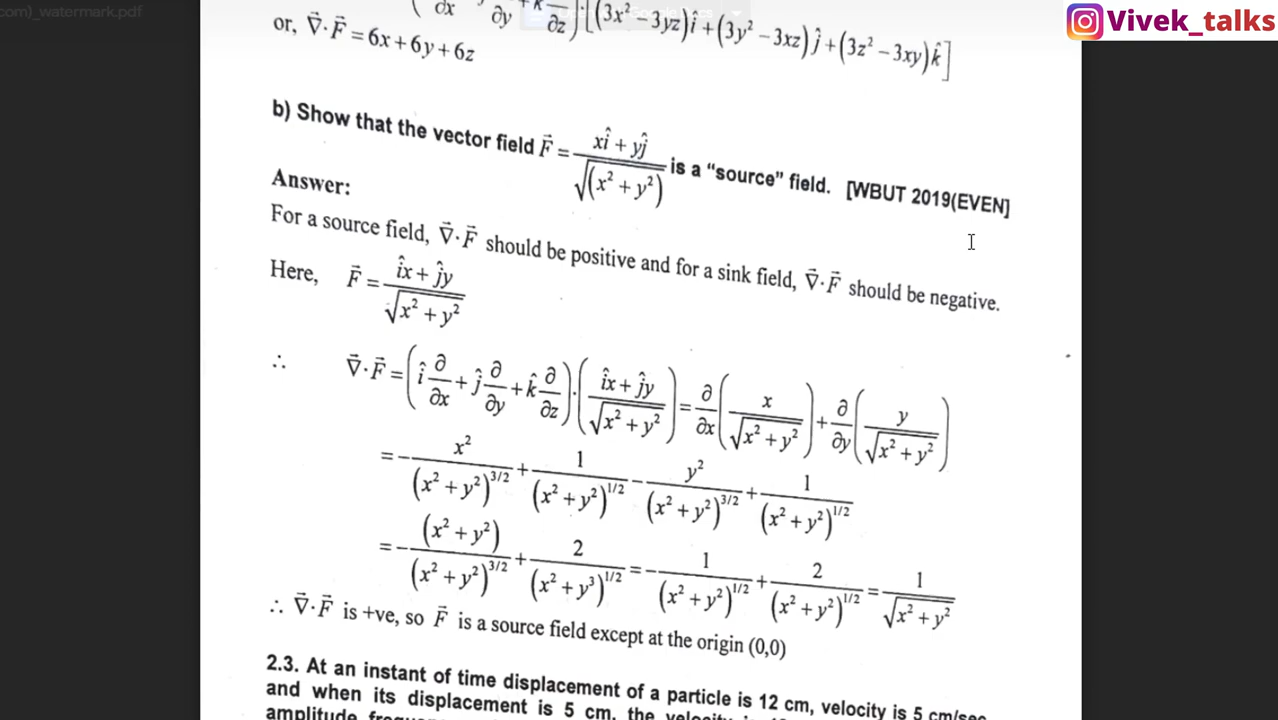 com)_watermark.pdf
Vivek_talks
∂x ∂y + k̂ ∂/∂z)·[(3x² − 3yz)î + (3y² − 3xz)ĵ + (3z² − 3xy)k̂]
or, ∇⃗·F⃗ = 6x + 6y + 6z
b) Show that the vector field F⃗ = (xî + yĵ)/√(x² + y²) is a "source" field. [WBUT 2019(EVEN]
Answer:
For a source field, ∇⃗·F⃗ should be positive and for a sink field, ∇⃗·F⃗ should be negative.
Here, F⃗ = (îx + ĵy)/√(x² + y²)
∴ ∇⃗·F⃗ = (î ∂/∂x + ĵ ∂/∂y + k̂ ∂/∂z)·((îx + ĵy)/√(x² + y²)) = ∂/∂x (x/√(x² + y²)) + ∂/∂y (y/√(x² + y²))
= − x²/(x² + y²)^3/2 + 1/(x² + y²)^1/2 − y²/(x² + y²)^3/2 + 1/(x² + y²)^1/2
= − (x² + y²)/(x² + y²)^3/2 + 2/(x² + y³)^1/2 = − 1/(x² + y²)^1/2 + 2/(x² + y²)^1/2 = 1/√(x² + y²)
∴ ∇⃗·F⃗ is +ve, so F⃗ is a source field except at the origin (0,0)
2.3. At an instant of time displacement of a particle is 12 cm, velocity is 5 cm/sec
and when its displacement is 5 cm, the velocity is
amplitude